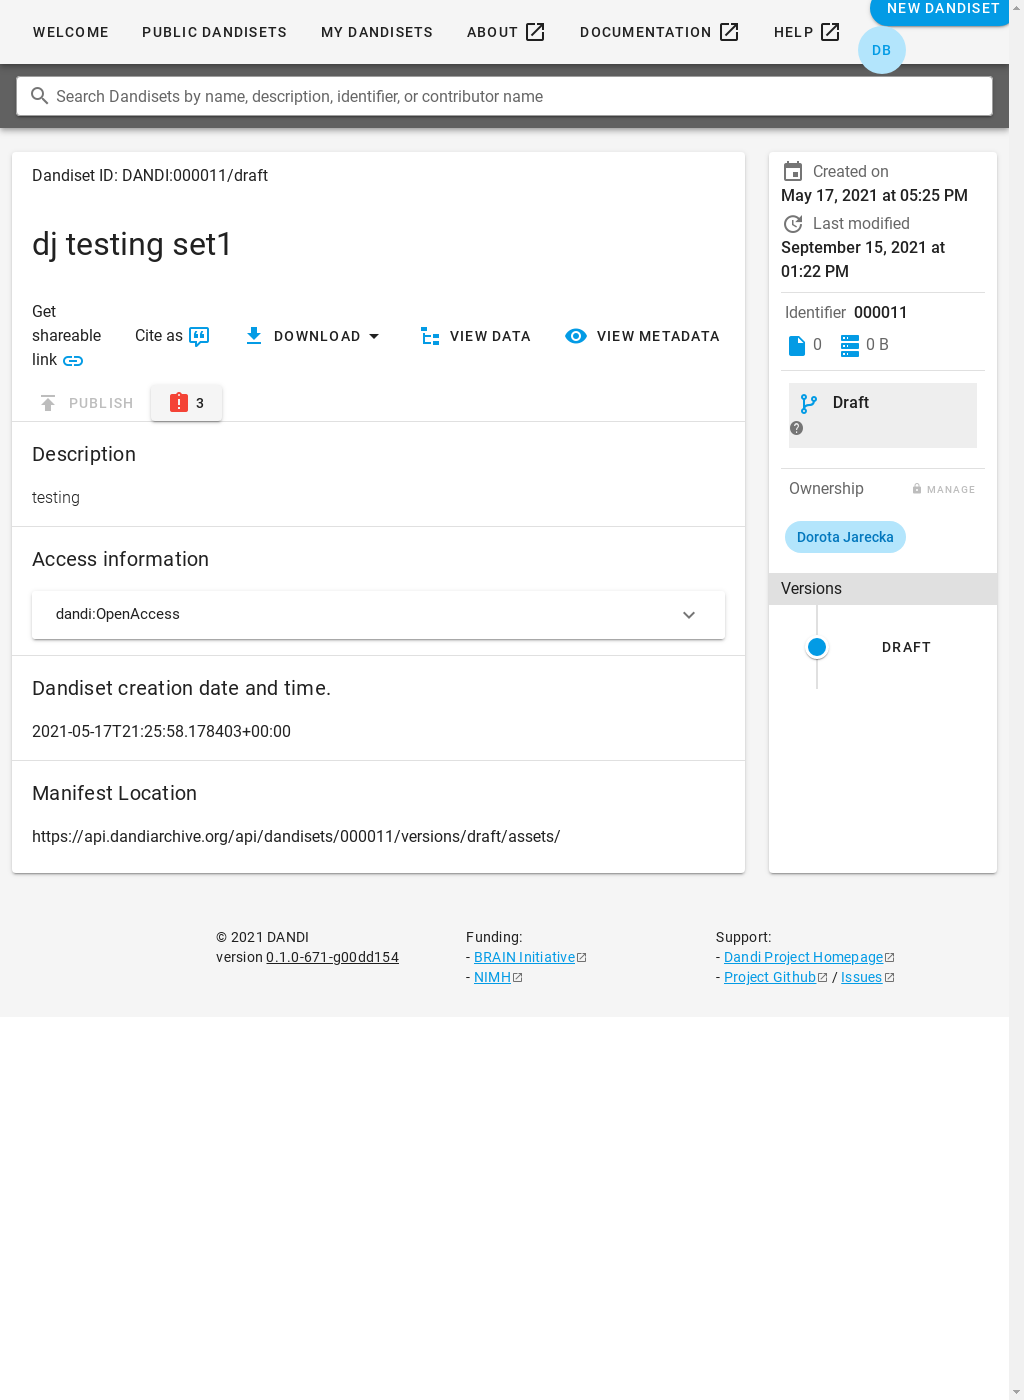 WELCOME PUBLIC DANDISETS MY DANDISETS ABOUT DOCUMENTATION HELP NEW DANDISET
DB
Search Dandisets by name, description, identifier, or contributor name
Dandiset ID: DANDI:000011/draft
dj testing set1
Get
shareable
link
Cite as
DOWNLOAD
VIEW DATA
VIEW METADATA
PUBLISH
3
Description
testing
Access information
dandi:OpenAccess
Dandiset creation date and time.
2021-05-17T21:25:58.178403+00:00
Manifest Location
https://api.dandiarchive.org/api/dandisets/000011/versions/draft/assets/
Created on
May 17, 2021 at 05:25 PM
Last modified
September 15, 2021 at
01:22 PM
Identifier 000011
0 0 B
Draft
Ownership MANAGE
Dorota Jarecka
Versions
DRAFT
© 2021 DANDI
version 0.1.0-671-g00dd154
Funding:
- BRAIN Initiative
- NIMH
Support:
- Dandi Project Homepage
- Project Github / Issues